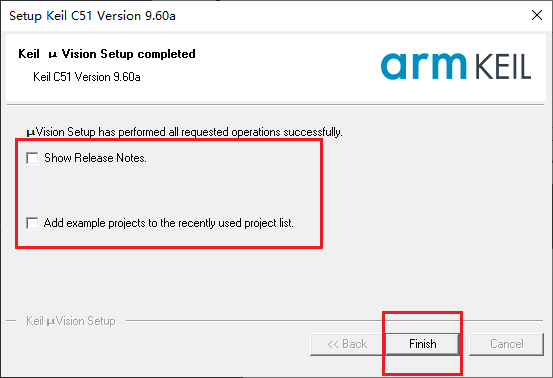 Setup Keil C51 Version 9.60a
Keil μVision Setup completed
Keil C51 Version 9.60a
arm KEIL
μVision Setup has performed all requested operations successfully.
Show Release Notes.
Add example projects to the recently used project list.
Keil μVision Setup
<< Back
Finish
Cancel